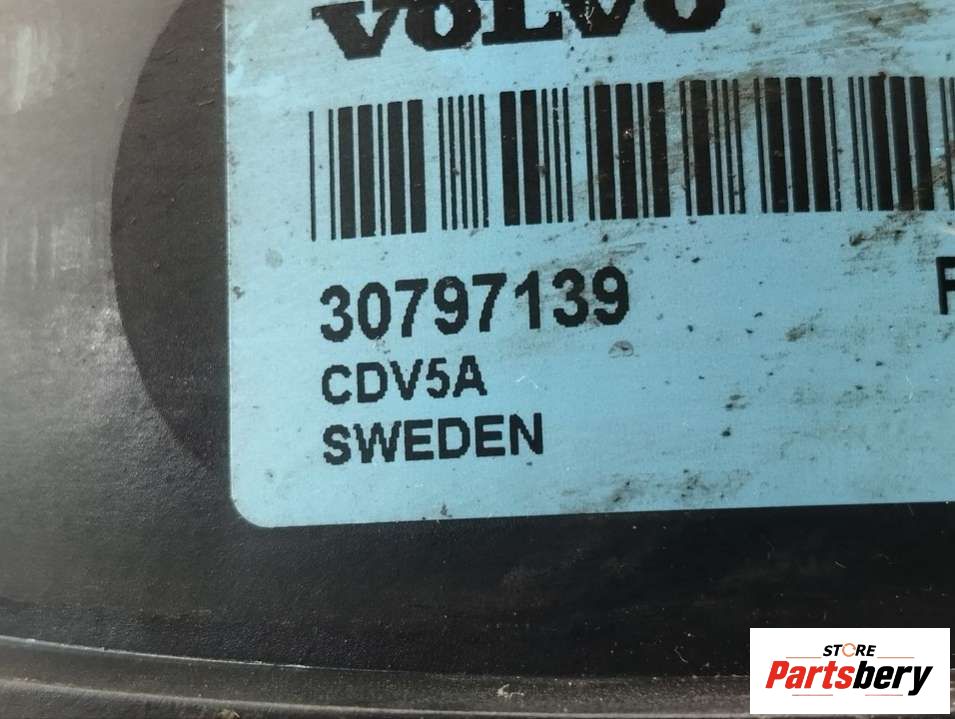 VOLVO
30797139
CDV5A
SWEDEN
STORE
Partsbery